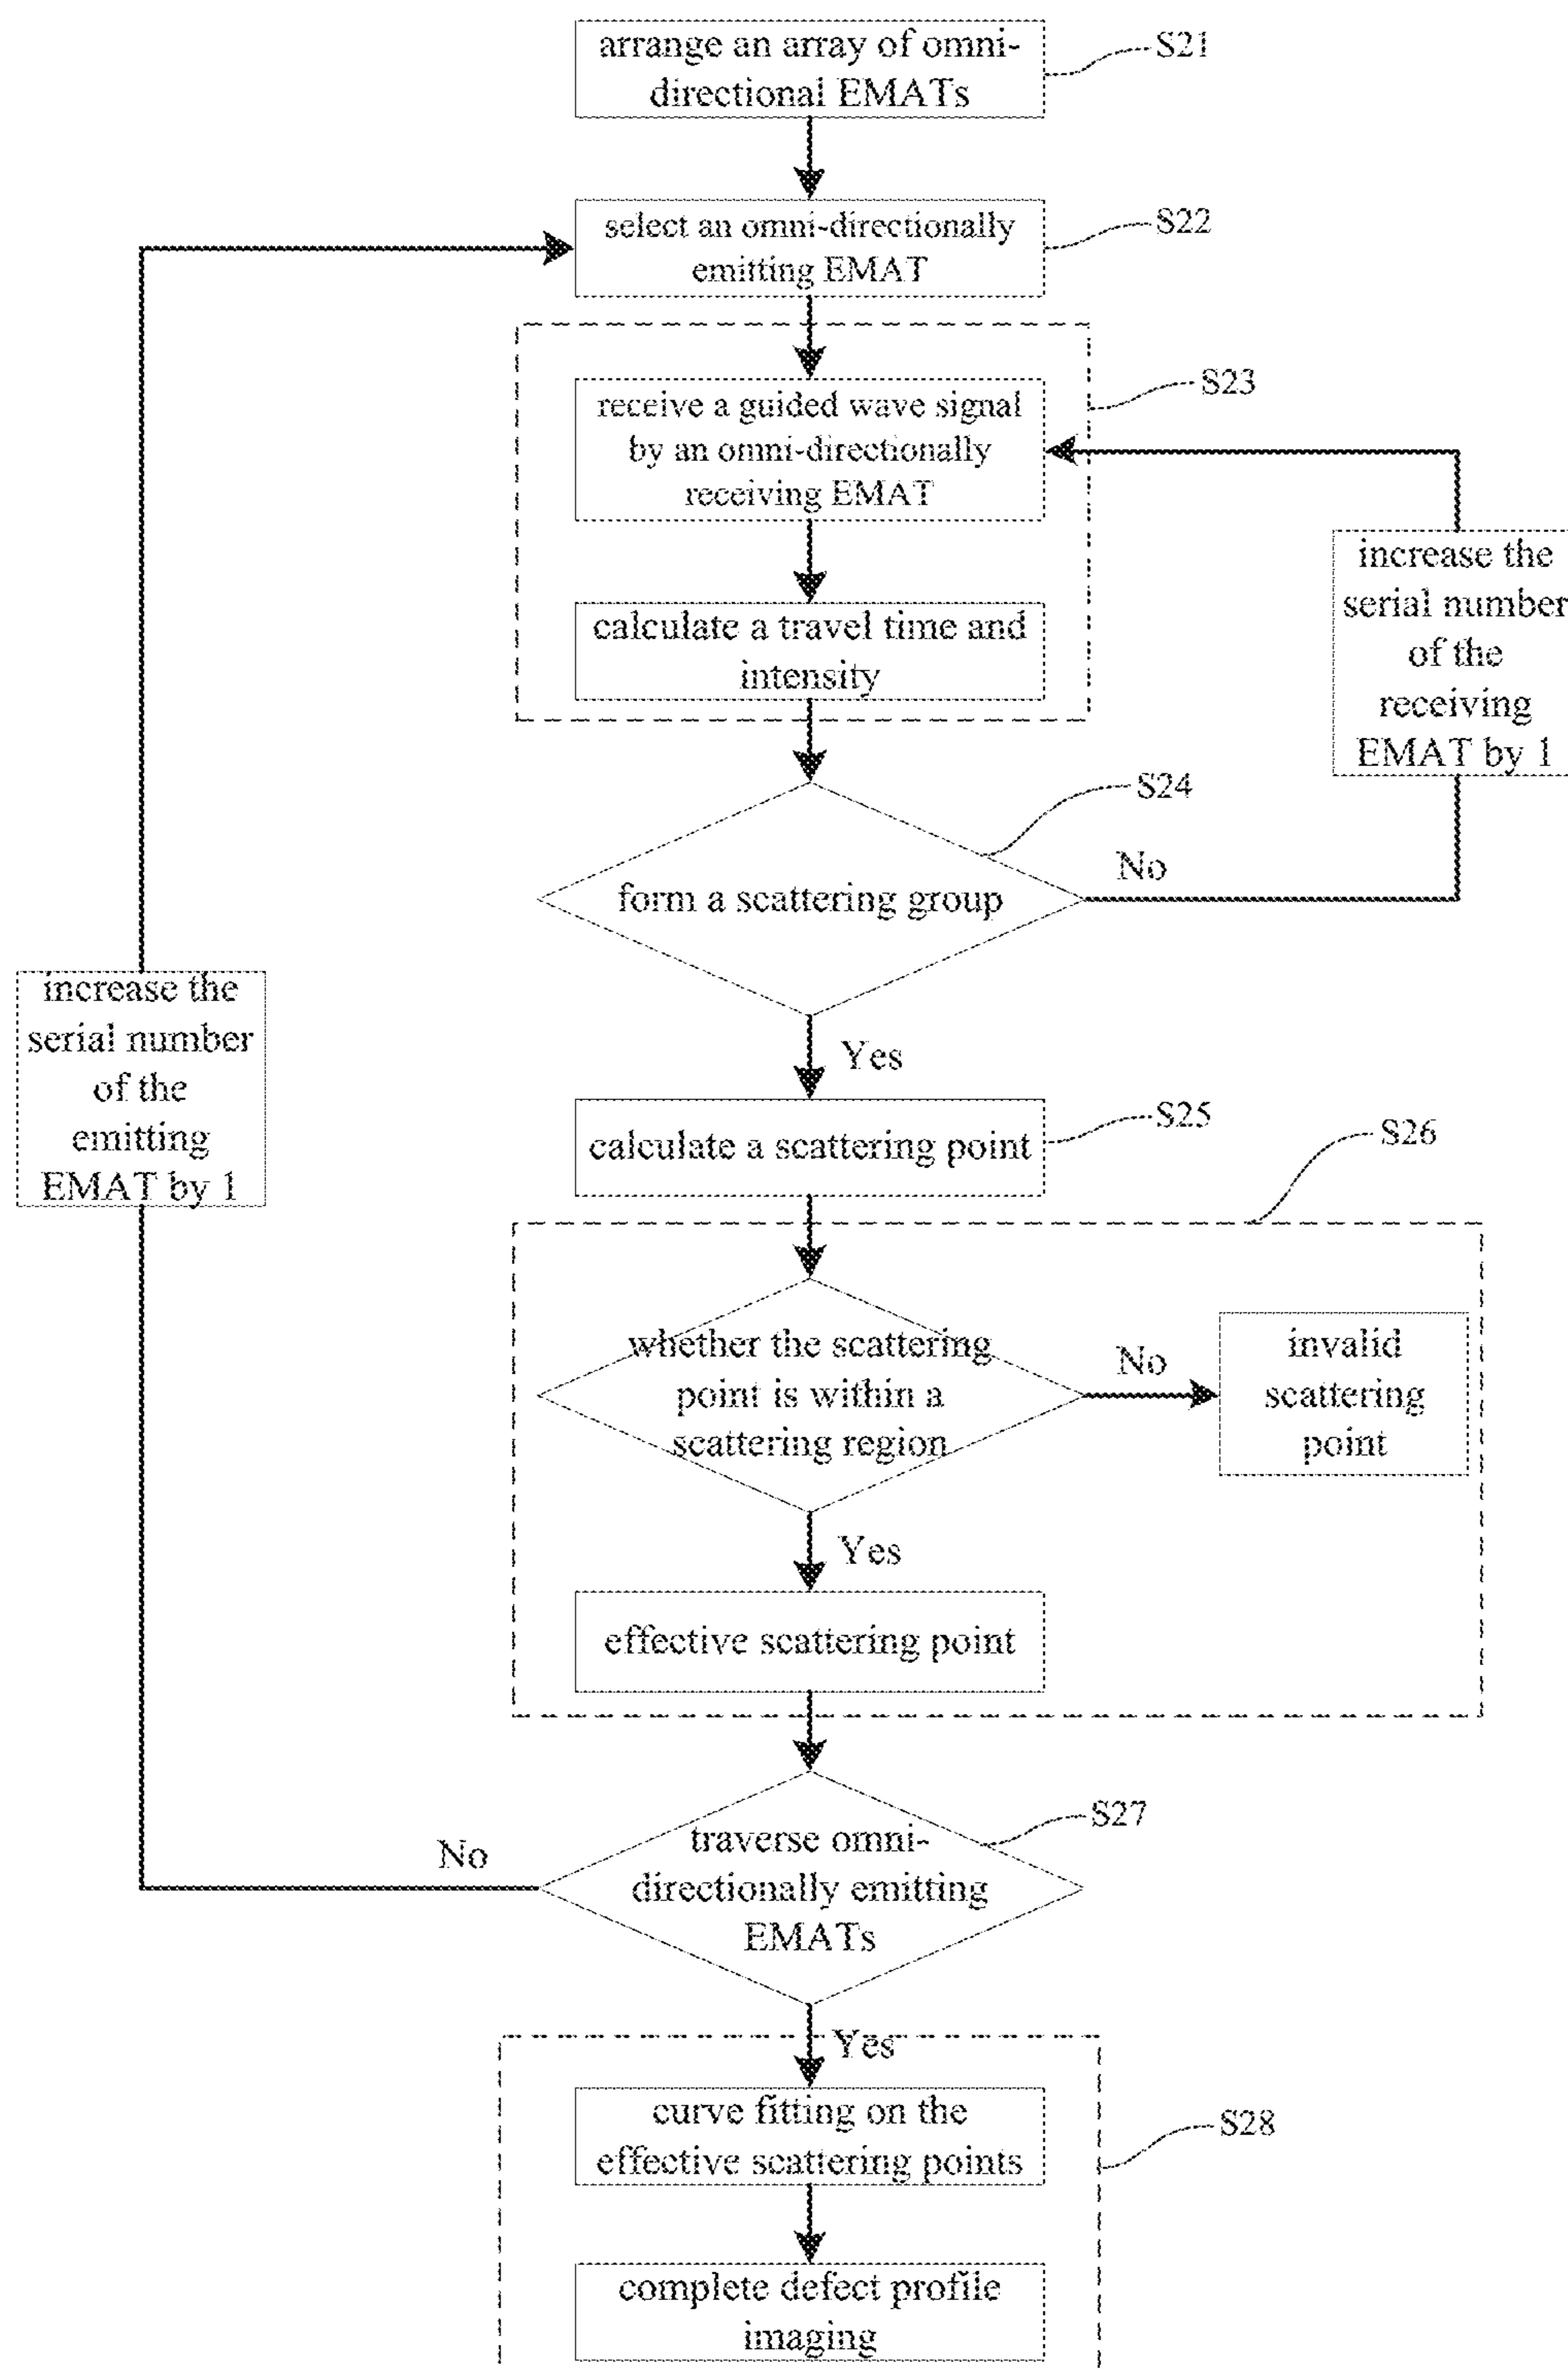 arrange an array of omni-
directional EMATs
S21
select an omni-directionally
emitting EMAT
S22
receive a guided wave signal
by an omni-directionally
receiving EMAT
S23
calculate a travel time and
intensity
increase the
serial number
of the
receiving
EMAT by 1
form a scattering group
S24
No
Yes
increase the
serial number
of the
emitting
EMAT by 1
calculate a scattering point
S25
S26
whether the scattering
point is within a
scattering region
No
invalid
scattering
point
Yes
effective scattering point
traverse omni-
directionally emitting
EMATs
S27
No
Yes
curve fitting on the
effective scattering points
S28
complete defect profile
imaging